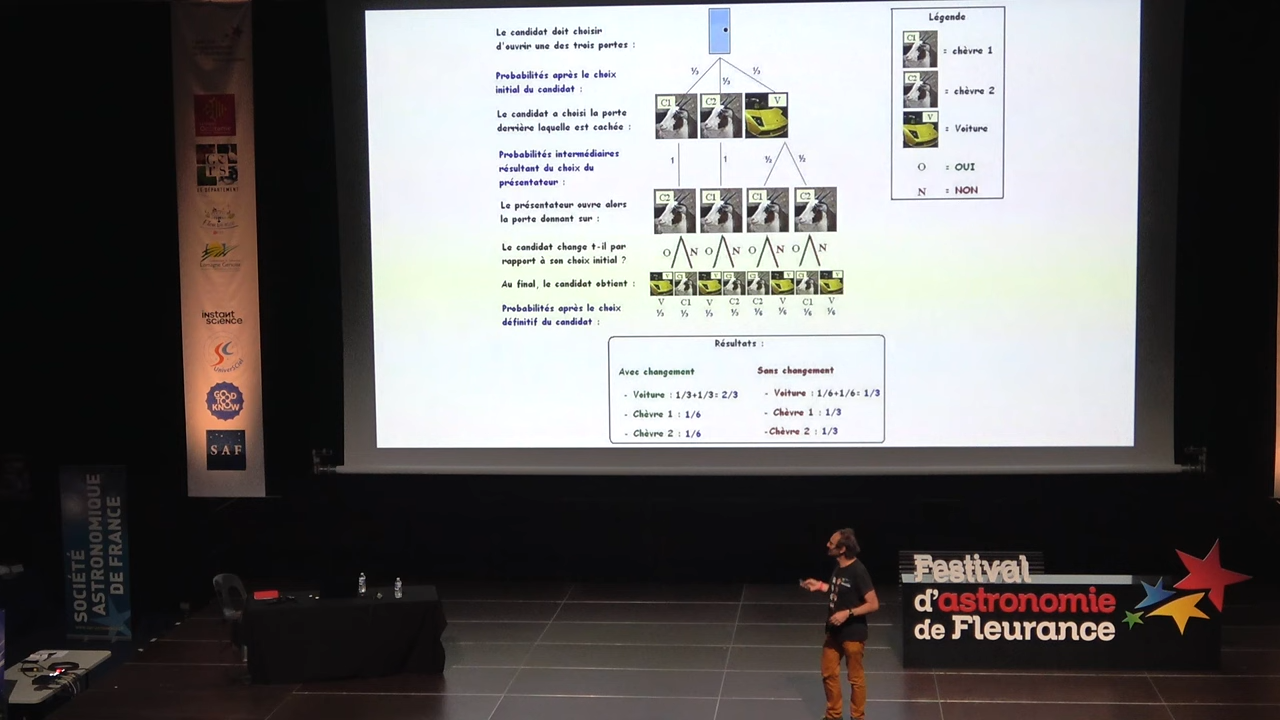 Le candidat doit choisir
d'ouvrir une des trois portes :
Probabilités après le choix
initial du candidat :
⅓ ⅓ ⅓
Le candidat a choisi la porte
derrière laquelle est cachée :
C1 C2 V
Probabilités intermédiaires
résultant du choix du
présentateur :
1 1 ½ ½
Le présentateur ouvre alors
la porte donnant sur :
C2 C1 C1 C2
Le candidat change t-il par
rapport à son choix initial ?
O N O N O N O N
Au final, le candidat obtient :
V C1 V C2 C2 V C1 V
Probabilités après le choix
définitif du candidat :
⅓ ⅓ ⅓ ⅓ ⅙ ⅙ ⅙ ⅙
Légende
C1 = chèvre 1
C2 = chèvre 2
V = Voiture
O = OUI
N = NON
Résultats :
Avec changement
- Voiture : 1/3+1/3= 2/3
- Chèvre 1 : 1/6
- Chèvre 2 : 1/6
Sans changement
- Voiture : 1/6+1/6= 1/3
- Chèvre 1 : 1/3
-Chèvre 2 : 1/3
LE DÉPARTEMENT
instant
science
UniverSCiel
GOOD
TO
KNOW
SAF
SOCIÉTÉ
ASTRONOMIQUE
DE FRANCE
Festival
d'astronomie
de Fleurance